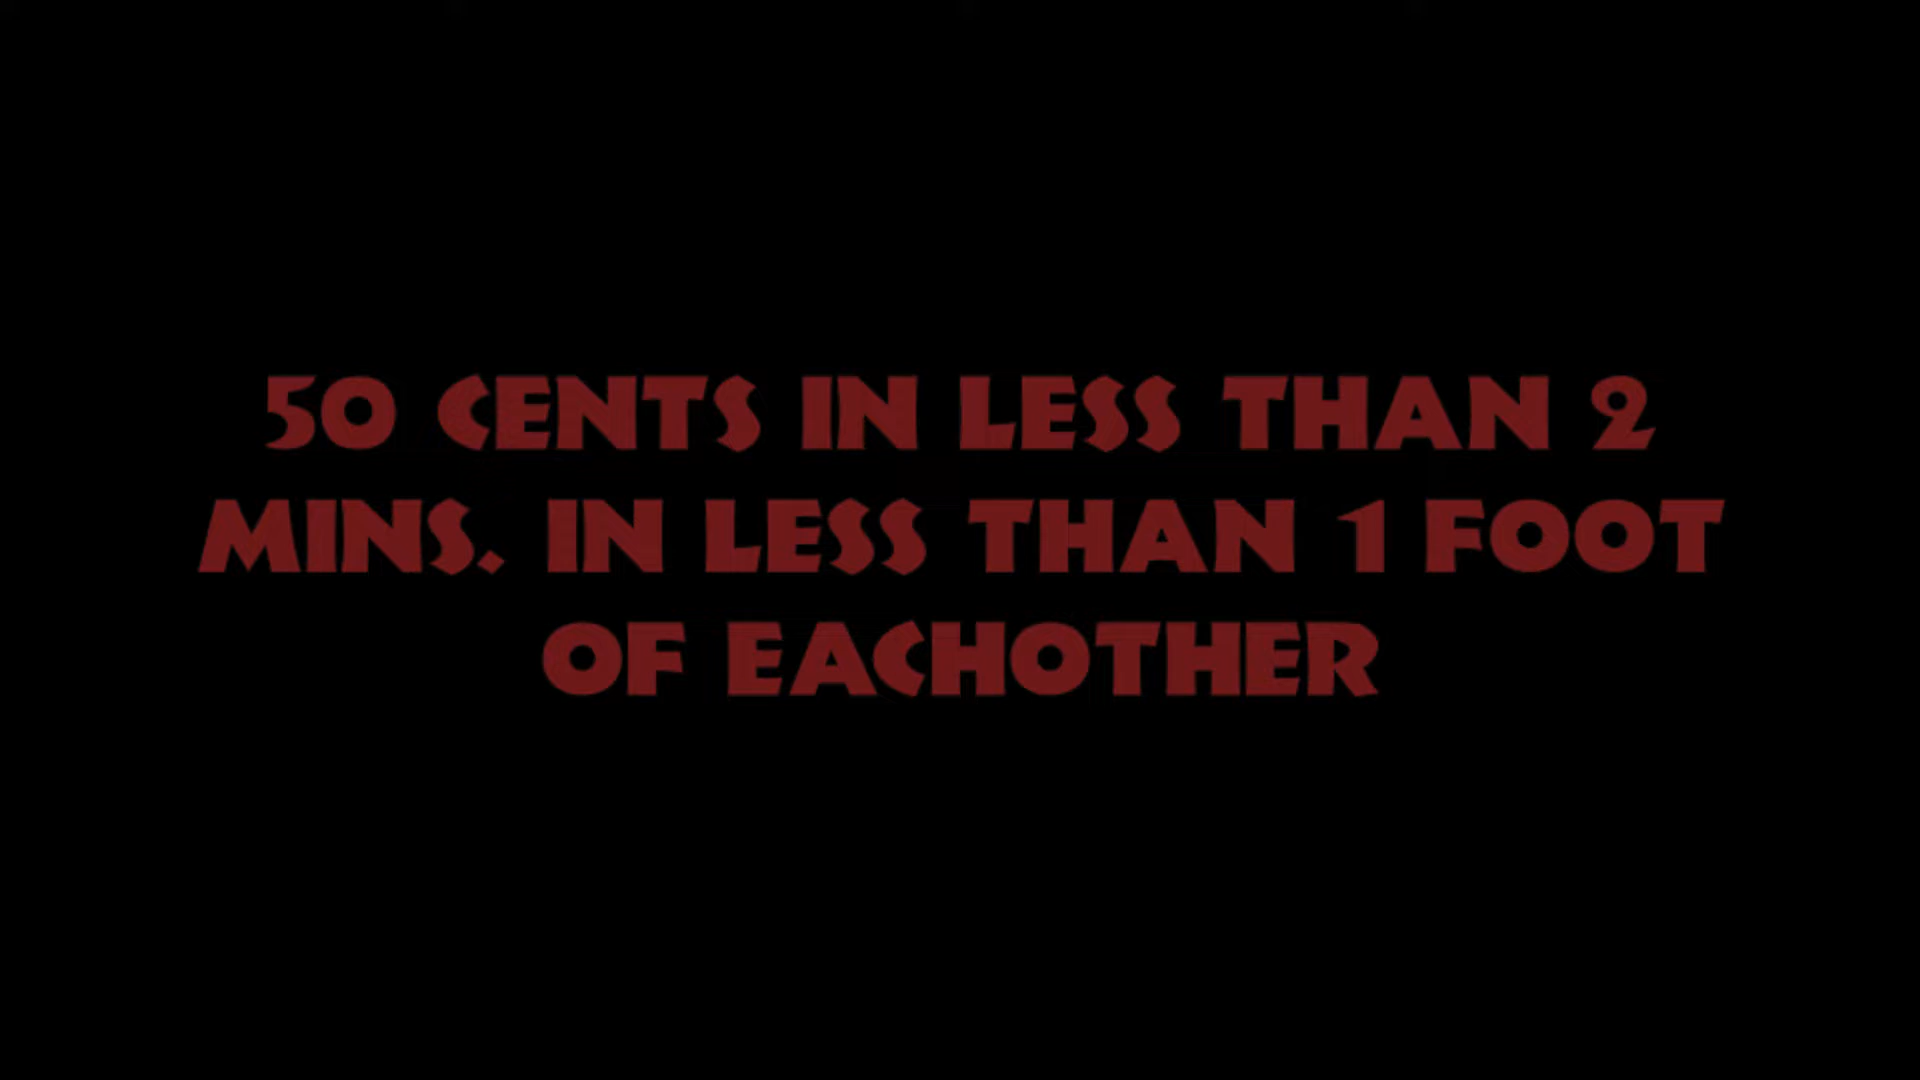 50 CENTS IN LESS THAN 2
MINS. IN LESS THAN 1 FOOT
OF EACHOTHER